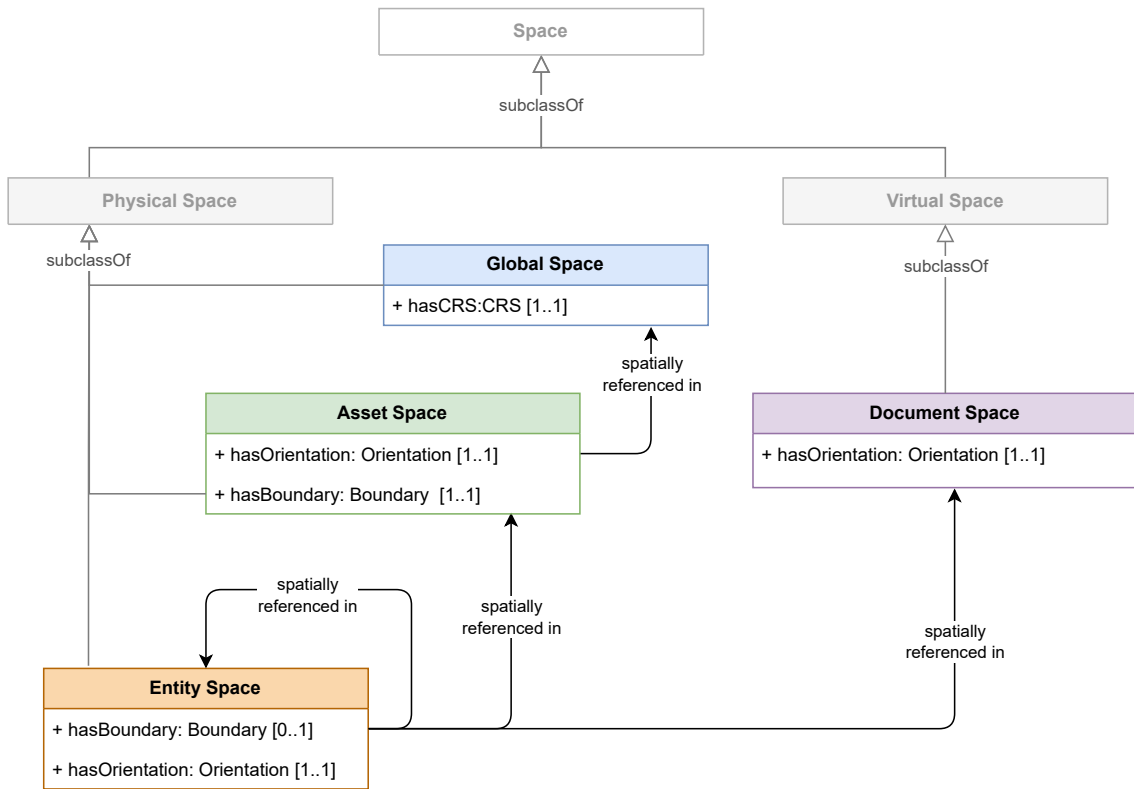 Space
subclassOf
Physical Space
Virtual Space
subclassOf
subclassOf
Global Space
+ hasCRS:CRS [1..1]
spatially
referenced in
Asset Space
+ hasOrientation: Orientation [1..1]
+ hasBoundary: Boundary  [1..1]
Document Space
+ hasOrientation: Orientation [1..1]
spatially
referenced in
spatially
referenced in
spatially
referenced in
Entity Space
+ hasBoundary: Boundary [0..1]
+ hasOrientation: Orientation [1..1]